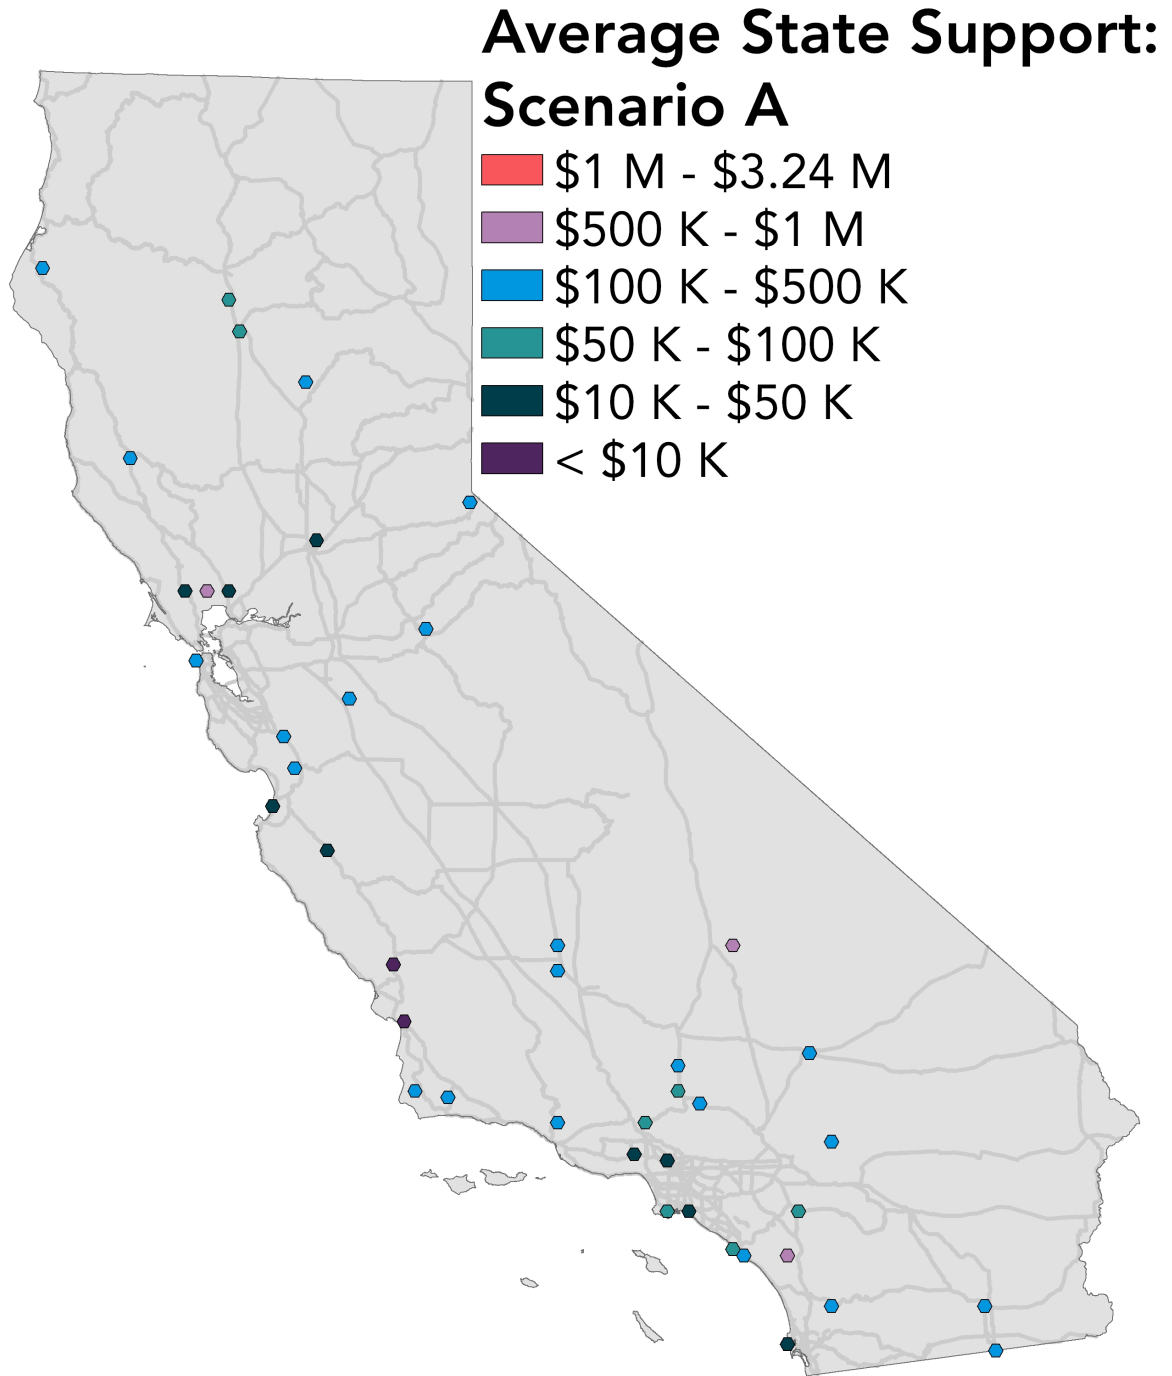 Average State Support:
Scenario A
$1 M - $3.24 M
$500 K - $1 M
$100 K - $500 K
$50 K - $100 K
$10 K - $50 K
< $10 K